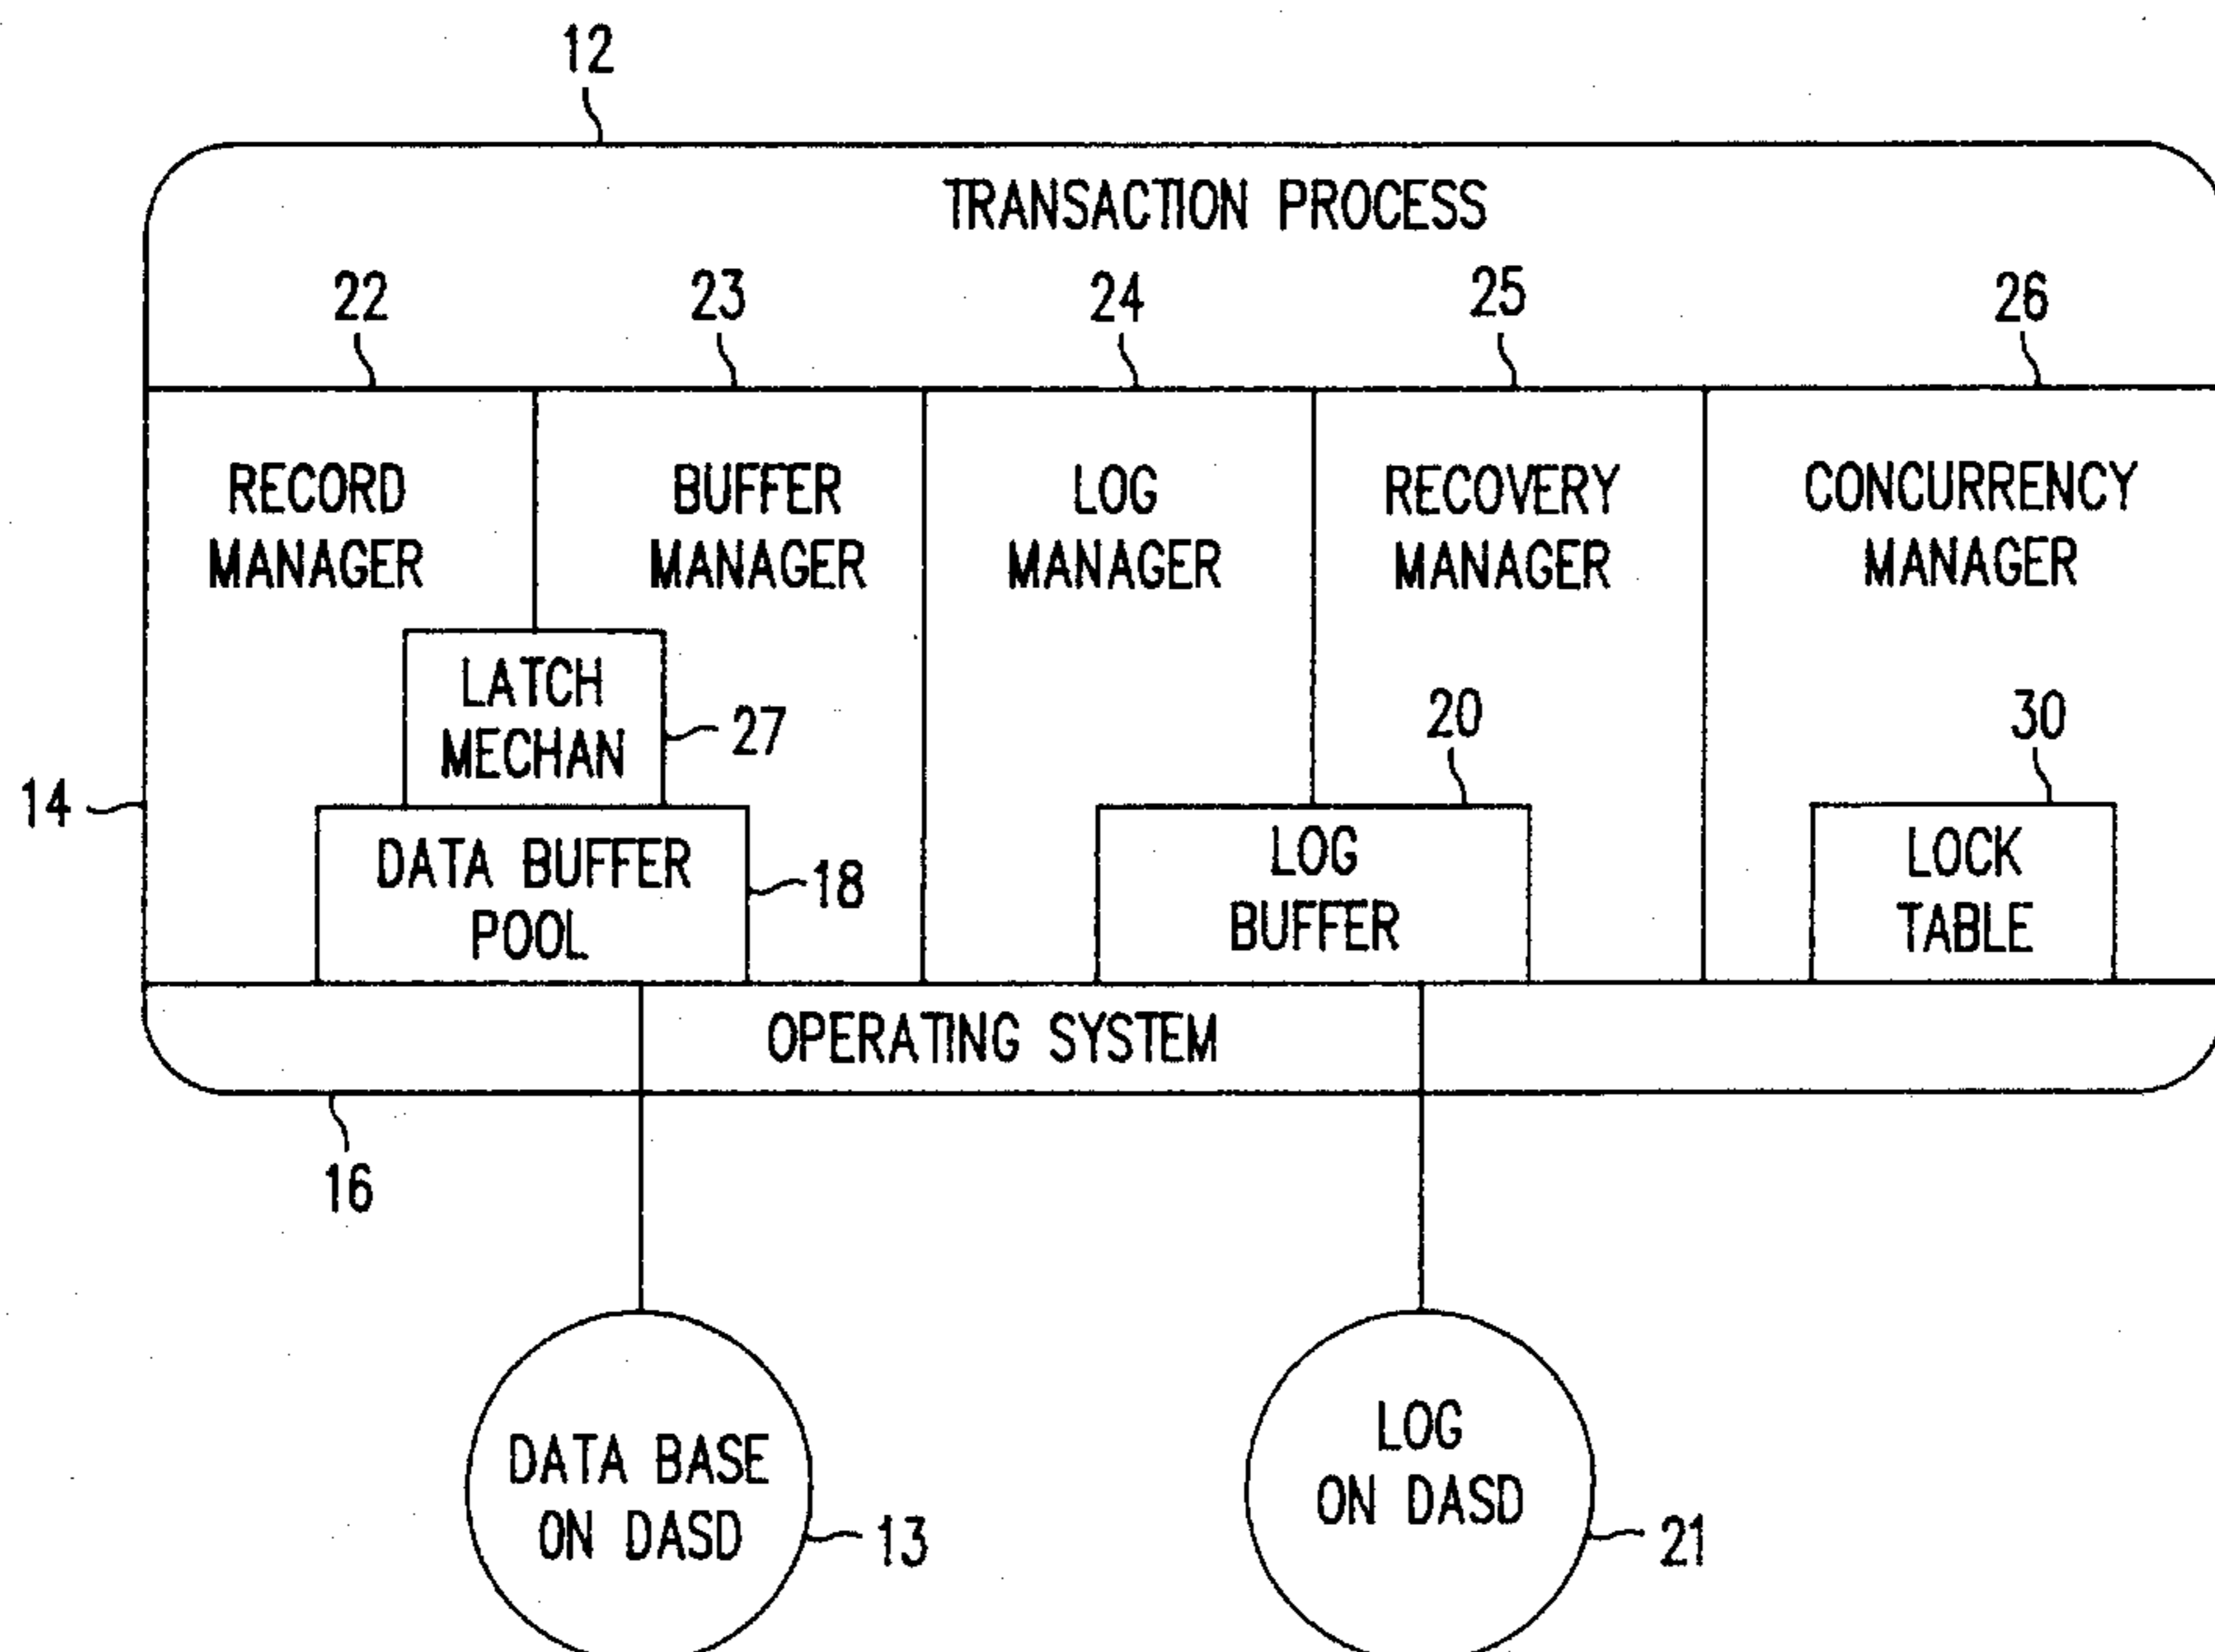 12
TRANSACTION PROCESS
22
23
24
25
26
RECORD
MANAGER
BUFFER
MANAGER
LOG
MANAGER
RECOVERY
MANAGER
CONCURRENCY
MANAGER
LATCH
MECHAN
27
20
30
14
DATA BUFFER
POOL
18
LOG
BUFFER
LOCK
TABLE
OPERATING SYSTEM
16
DATA BASE
ON DASD
13
LOG
ON DASD
21